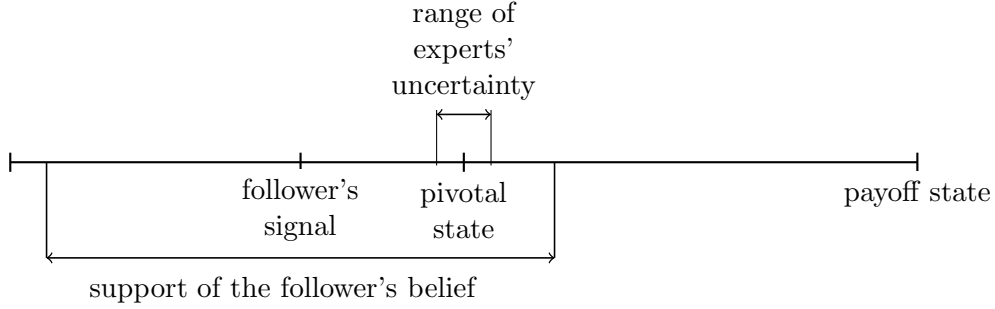 range of
experts'
uncertainty
follower's
signal
pivotal
state
payoff state
support of the follower's belief